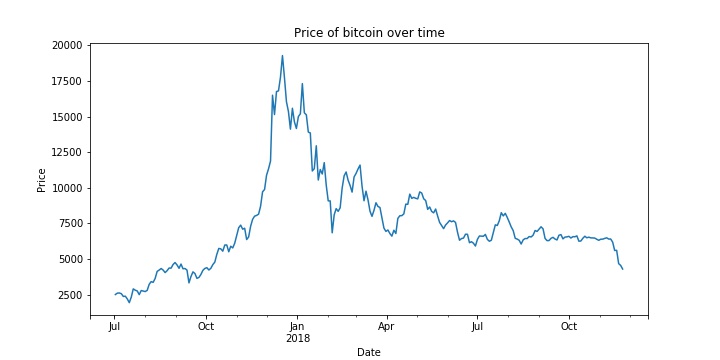 Price of bitcoin over time
20000
17500
15000
12500
10000
7500
5000
2500
Price
Jul
Oct
Jan
2018
Apr
Jul
Oct
Date